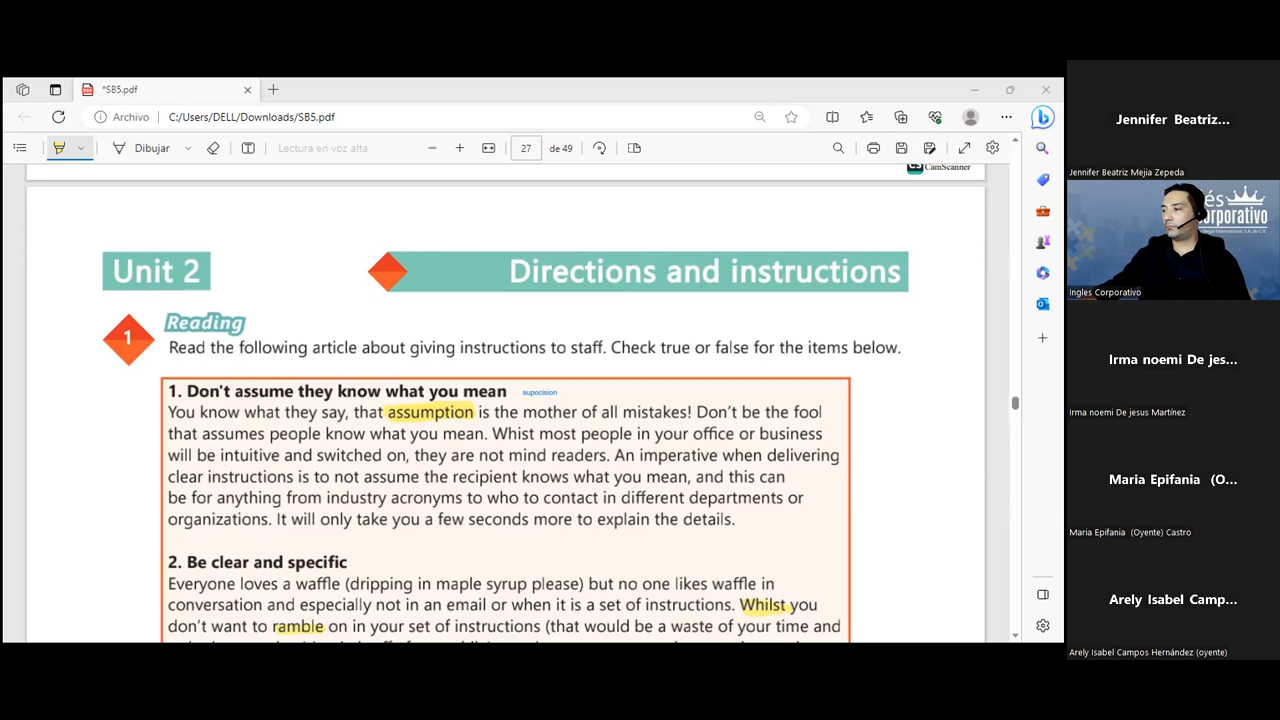 *SB5.pdf
Archivo
C:/Users/DELL/Downloads/SB5.pdf
Dibujar
Lectura en voz alta
27
de 49
CS CamScanner
Unit 2
Directions and instructions
1
Reading
Read the following article about giving instructions to staff. Check true or false for the items below.
1. Don't assume they know what you mean
supocision
You know what they say, that assumption is the mother of all mistakes! Don't be the fool
that assumes people know what you mean. Whist most people in your office or business
will be intuitive and switched on, they are not mind readers. An imperative when delivering
clear instructions is to not assume the recipient knows what you mean, and this can
be for anything from industry acronyms to who to contact in different departments or
organizations. It will only take you a few seconds more to explain the details.
2. Be clear and specific
Everyone loves a waffle (dripping in maple syrup please) but no one likes waffle in
conversation and especially not in an email or when it is a set of instructions. Whilst you
don't want to ramble on in your set of instructions (that would be a waste of your time and
Jennifer Beatriz...
Jennifer Beatriz Mejia Zepeda
és
orporativo
Ingles Corporativo
Irma noemi De jes...
Irma noemi De jesus Martínez
Maria Epifania (O...
Maria Epifania (Oyente) Castro
Arely Isabel Camp...
Arely Isabel Campos Hernández (oyente)